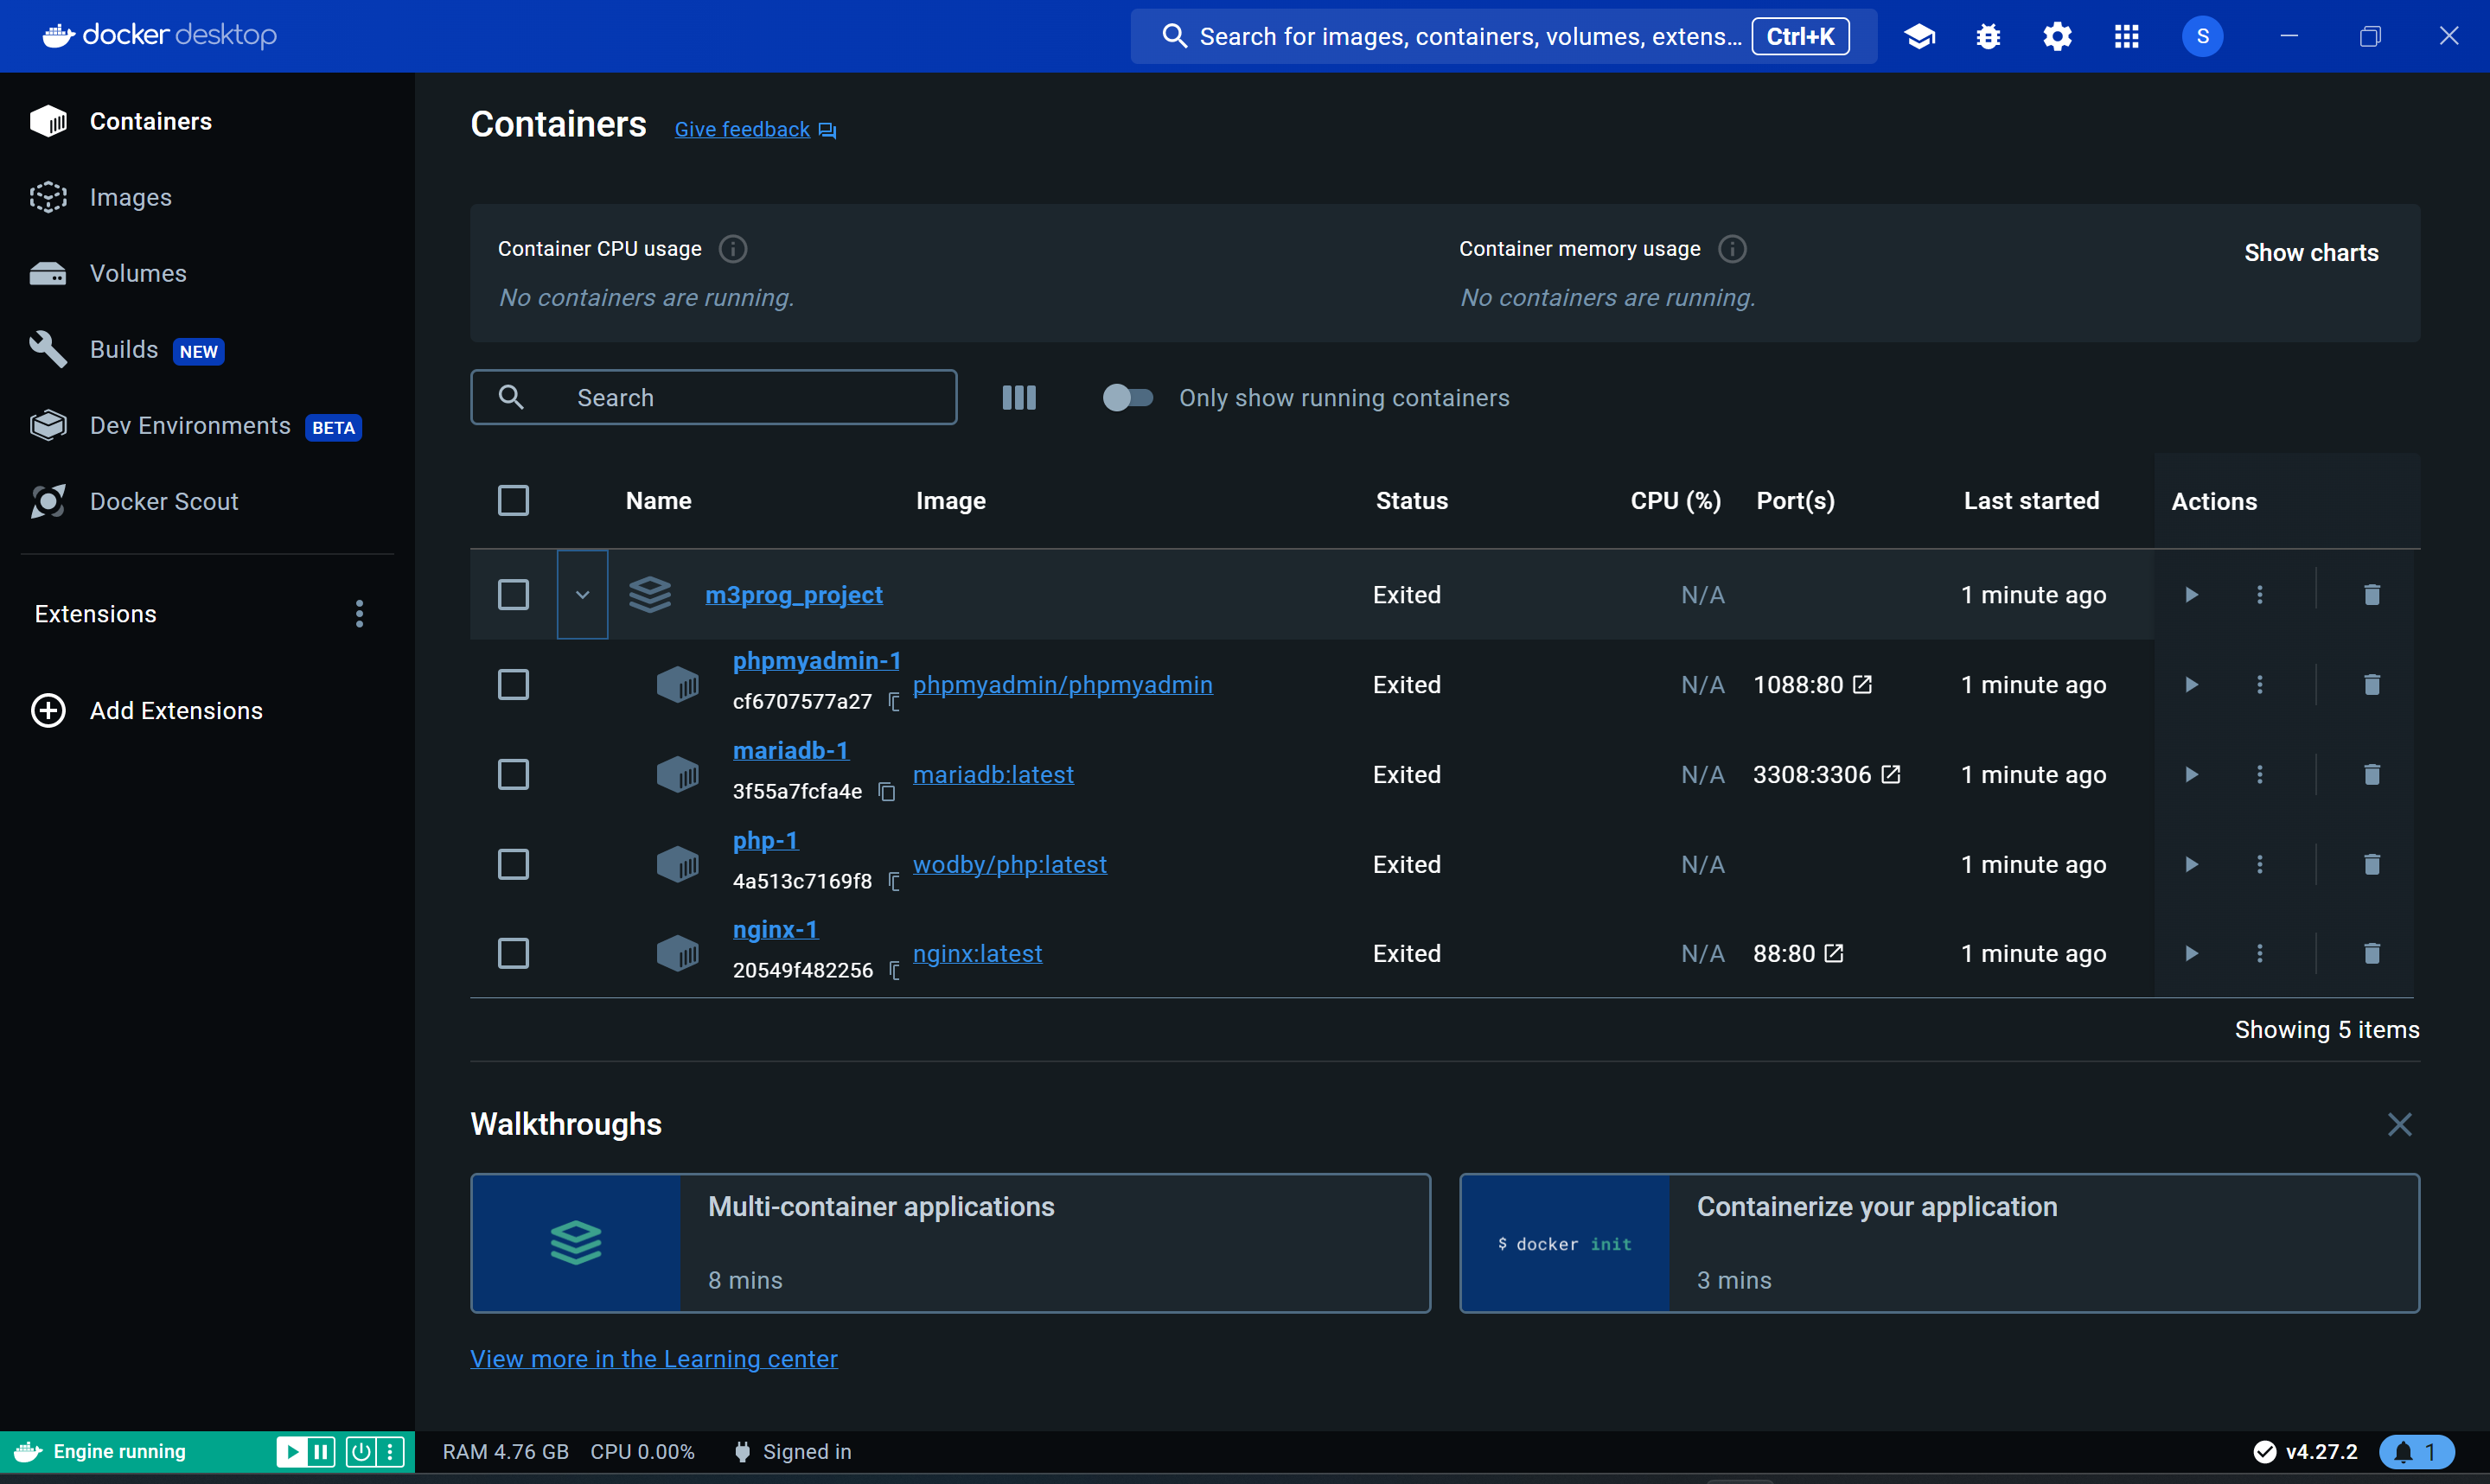 docker desktop
Search for images, containers, volumes, extens... Ctrl+K
S
Containers
Images
Volumes
Builds NEW
Dev Environments BETA
Docker Scout
Extensions
Add Extensions
Containers Give feedback
Container CPU usage
No containers are running.
Container memory usage
No containers are running.
Show charts
Search
Only show running containers
Name Image Status CPU (%) Port(s) Last started Actions
m3prog_project Exited N/A 1 minute ago
phpmyadmin-1
cf6707577a27
phpmyadmin/phpmyadmin Exited N/A 1088:80 1 minute ago
mariadb-1
3f55a7fcfa4e
mariadb:latest Exited N/A 3308:3306 1 minute ago
php-1
4a513c7169f8
wodby/php:latest Exited N/A 1 minute ago
nginx-1
20549f482256
nginx:latest Exited N/A 88:80 1 minute ago
Showing 5 items
Walkthroughs
Multi-container applications
8 mins
$ docker init
Containerize your application
3 mins
View more in the Learning center
Engine running
RAM 4.76 GB CPU 0.00% Signed in
v4.27.2 1